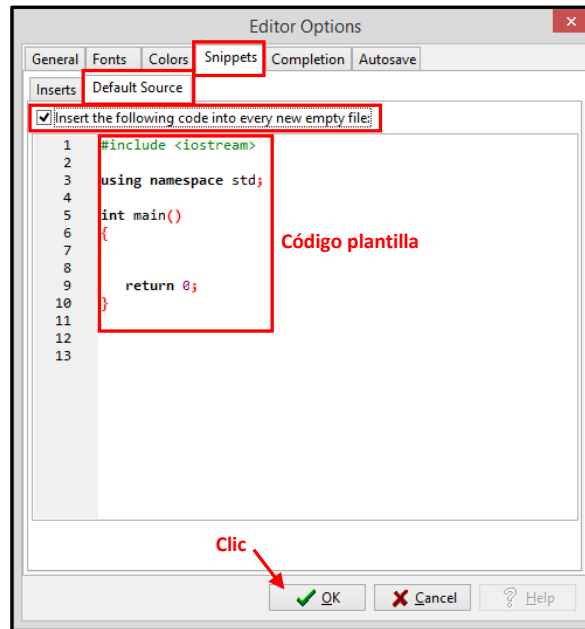 Editor Options
General Fonts Colors Snippets Completion Autosave
Inserts Default Source
Insert the following code into every new empty file:
1 #include <iostream>
2
3 using namespace std;
4
5 int main()
6 {
7
8
9 return 0;
10 }
11
12
13
Código plantilla
Clic
OK Cancel Help